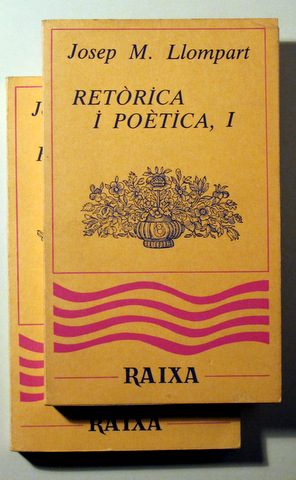 Josep M. Llompart
RETÒRICA
I POÈTICA, I
RAIXA
J
RAIXA